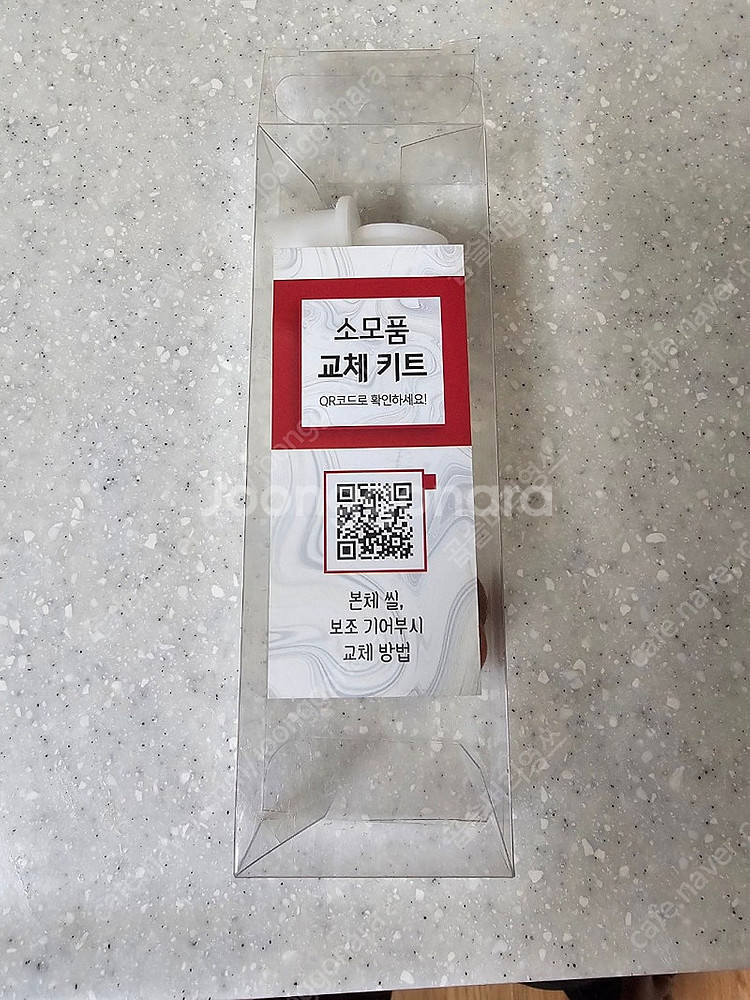 소모품
교체 키트
QR코드로 확인하세요!
Joonggonara
본체 씰,
보조 기어부시
교체 방법